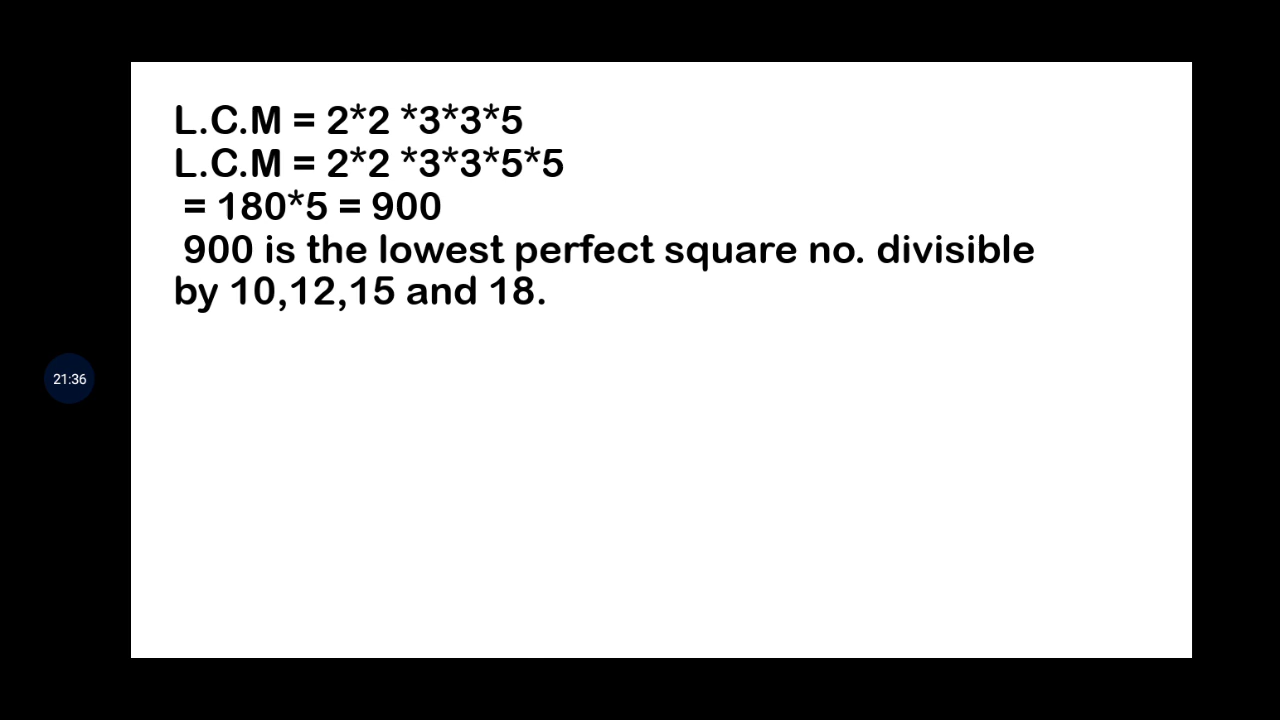 L.C.M = 2*2 *3*3*5
L.C.M = 2*2 *3*3*5*5
= 180*5 = 900
900 is the lowest perfect square no. divisible
by 10,12,15 and 18.
21:36